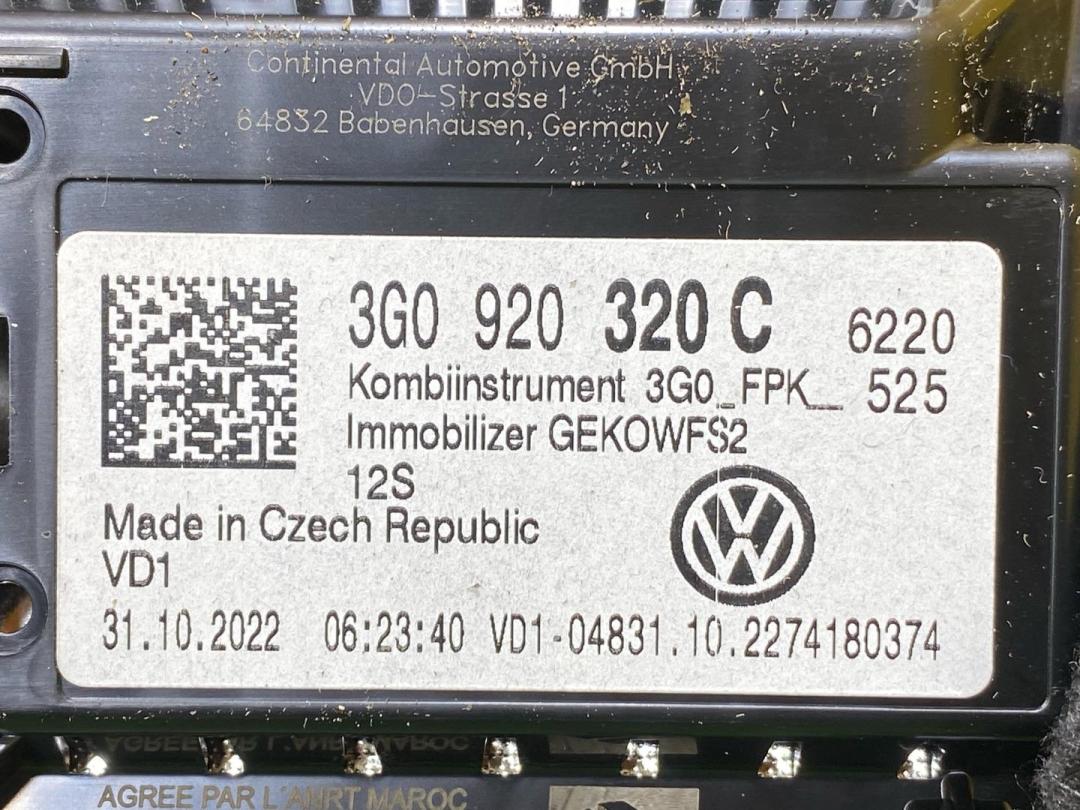 Continental Automotive GmbH
VDO-Strasse 1
64832 Babenhausen, Germany
3G0 920 320 C 6220
Kombiinstrument 3G0_FPK__ 525
Immobilizer GEKOWFS2
12S
Made in Czech Republic
VD1
31.10.2022 06:23:40 VD1-04831.10.2274180374
AGREE PAR L'ANRT MAROC